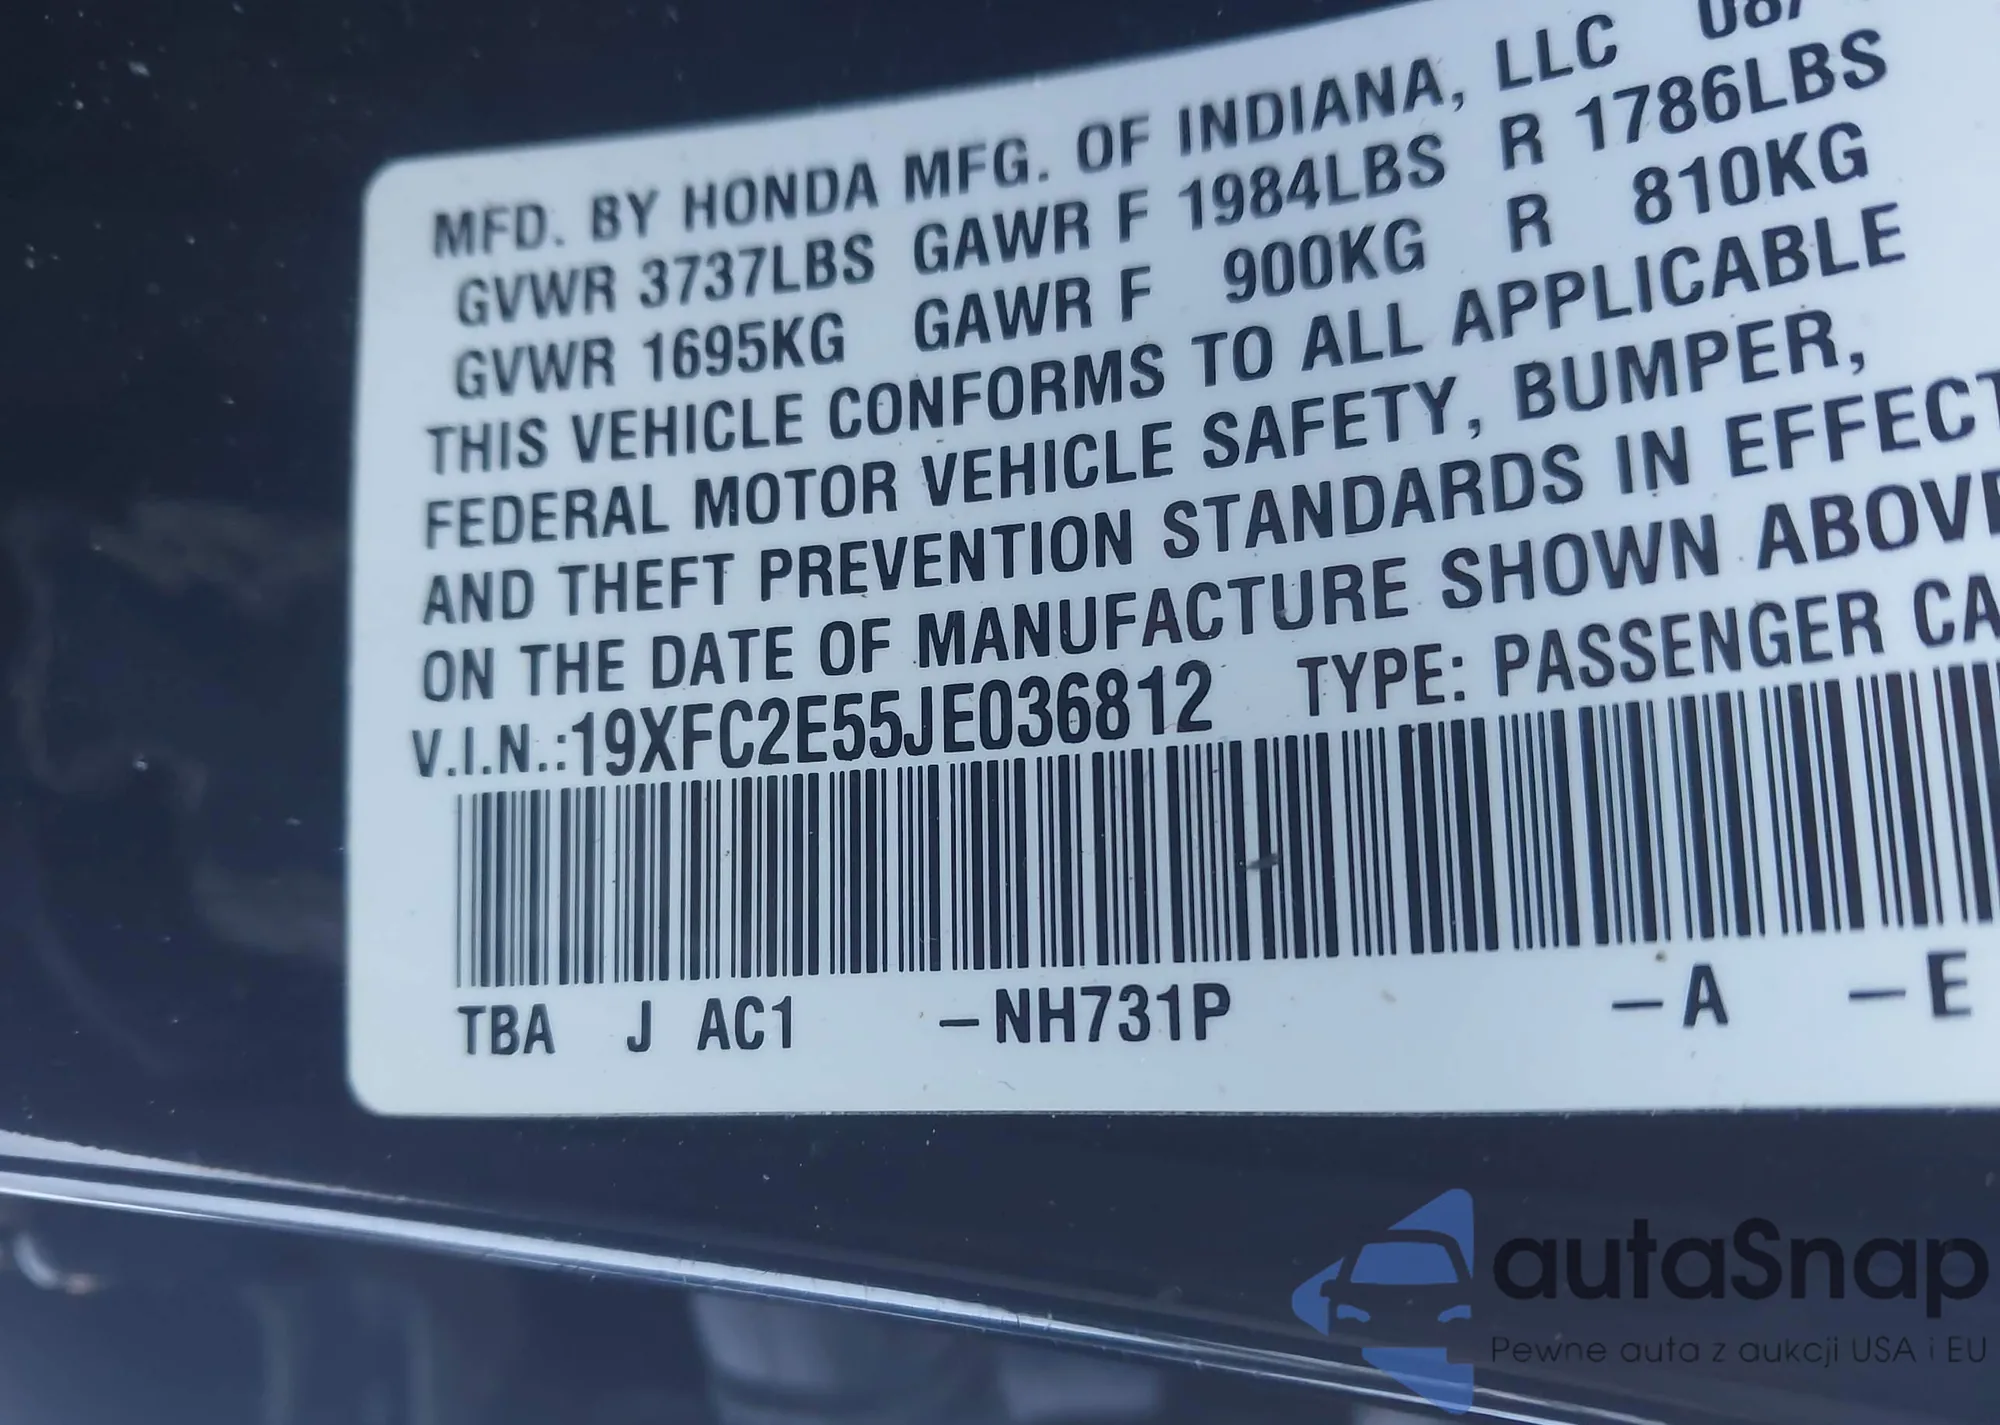 MFD. BY HONDA MFG. OF INDIANA, LLC 08/
GVWR 3737LBS GAWR F 1984LBS R 1786LBS
GVWR 1695KG GAWR F 900KG R 810KG
THIS VEHICLE CONFORMS TO ALL APPLICABLE
FEDERAL MOTOR VEHICLE SAFETY, BUMPER,
AND THEFT PREVENTION STANDARDS IN EFFECT
ON THE DATE OF MANUFACTURE SHOWN ABOVE
V.I.N.:19XFC2E55JE036812 TYPE: PASSENGER CA
TBA J AC1 –NH731P –A –E
autaSnap
Pewne auta z aukcji USA i EU